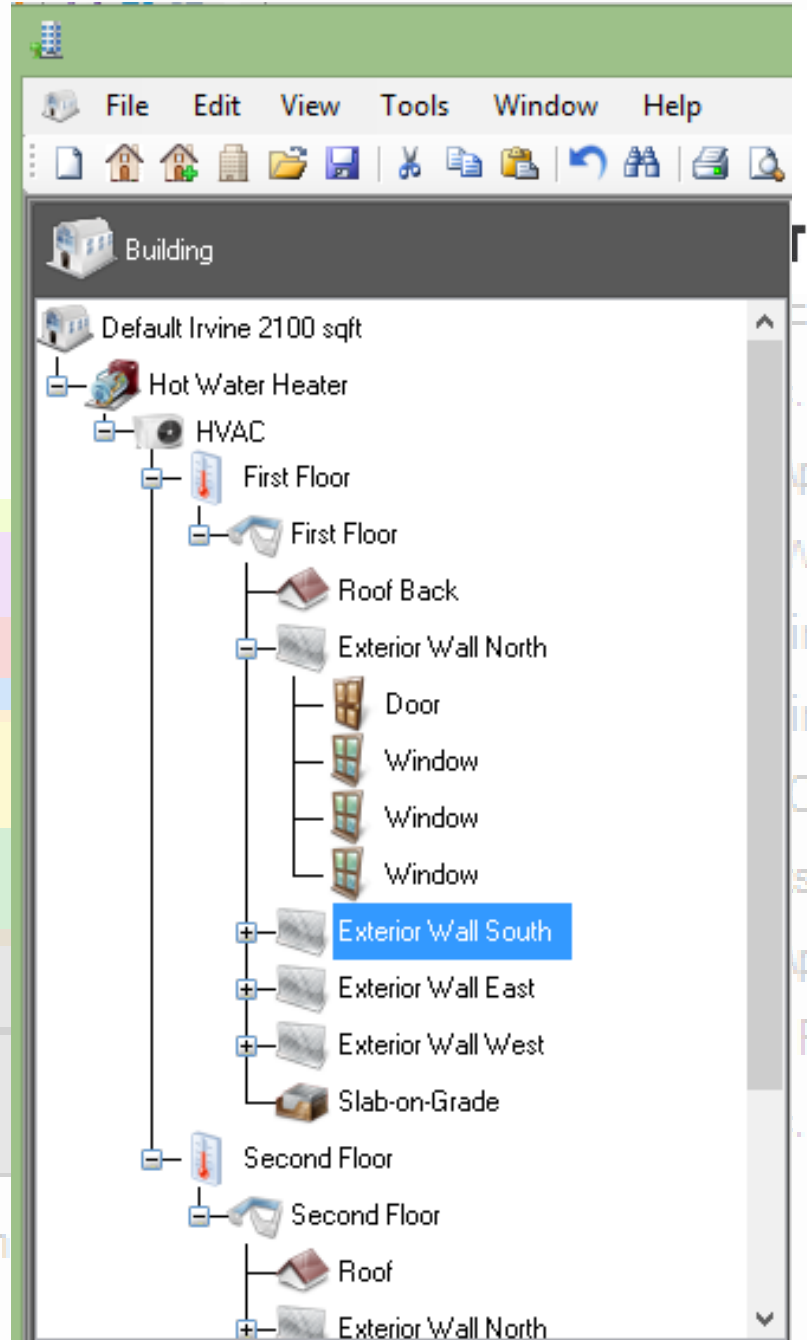 File Edit View Tools Window Help
Building
Default Irvine 2100 sqft
Hot Water Heater
HVAC
First Floor
First Floor
Roof Back
Exterior Wall North
Door
Window
Window
Window
Exterior Wall South
Exterior Wall East
Exterior Wall West
Slab-on-Grade
Second Floor
Second Floor
Roof
Exterior Wall North